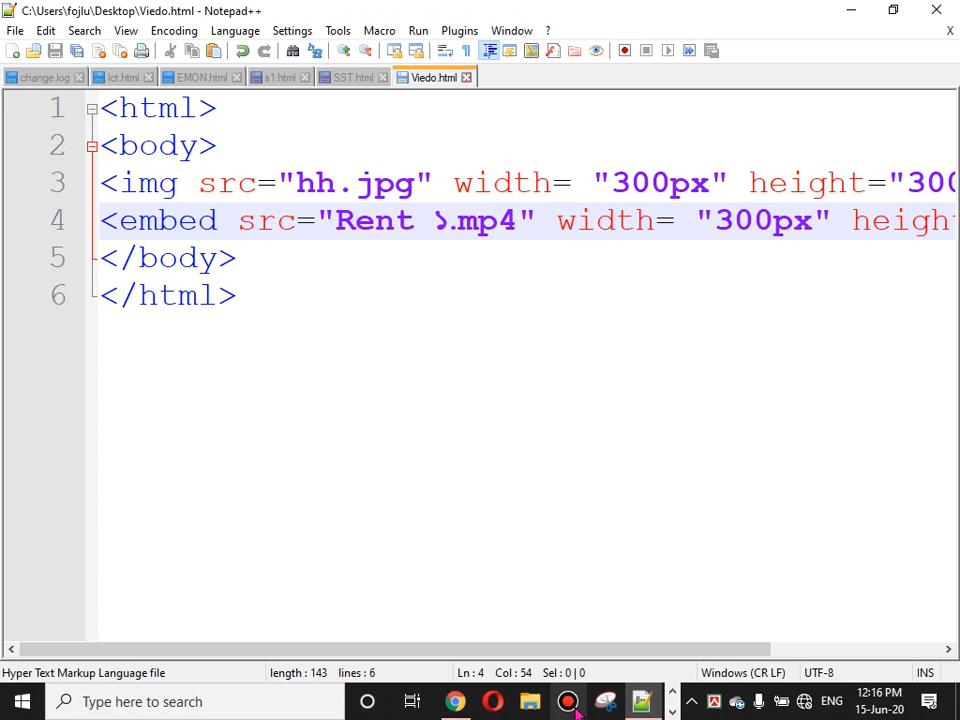 C:\Users\fojlu\Desktop\Viedo.html - Notepad++
File Edit Search View Encoding Language Settings Tools Macro Run Plugins Window ? X
change.log Ict.html EMON.html s1.html SST.html Viedo.html
1 <html>
2 <body>
3 <img src="hh.jpg" width= "300px" height="300
4 <embed src="Rent ১.mp4" width= "300px" heigh
5 </body>
6 </html>
Hyper Text Markup Language file length : 143 lines : 6 Ln : 4 Col : 54 Sel : 0 | 0 Windows (CR LF) UTF-8 INS
Type here to search ENG 12:16 PM
15-Jun-20